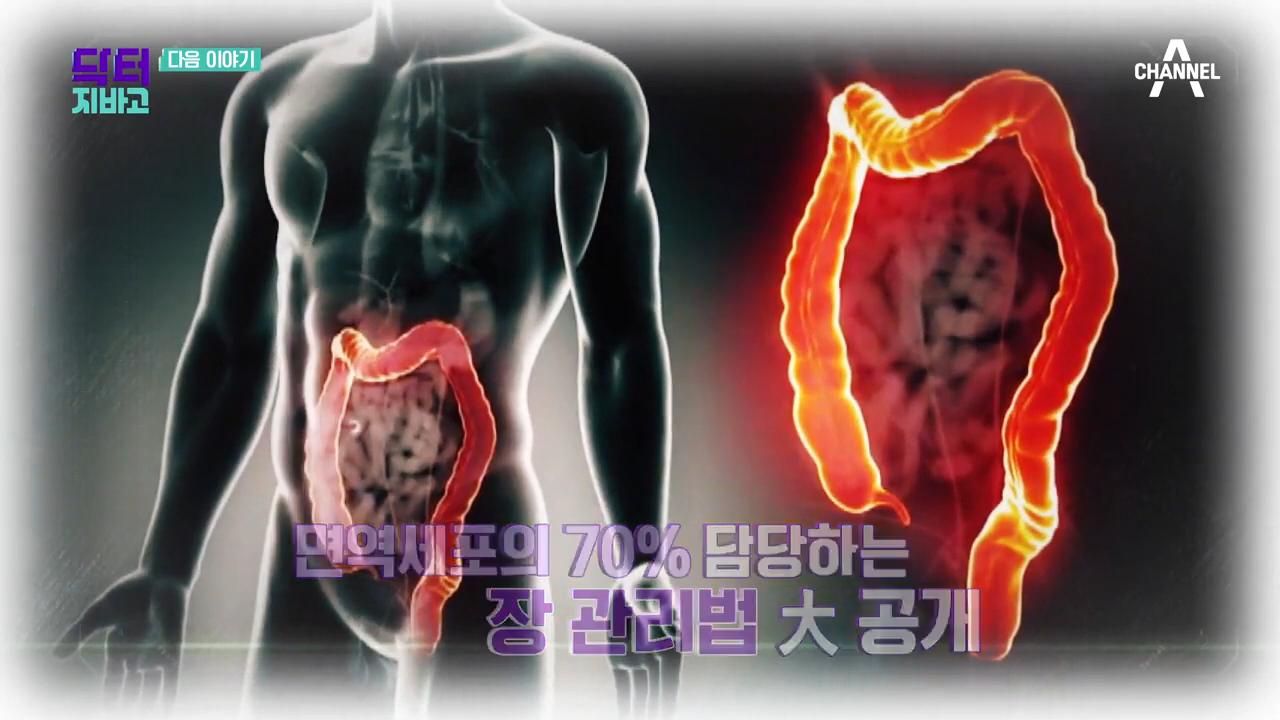 닥터
지바고
다음 이야기
CHANNEL A
면역세포의 70% 담당하는
장 관리법 大 공개